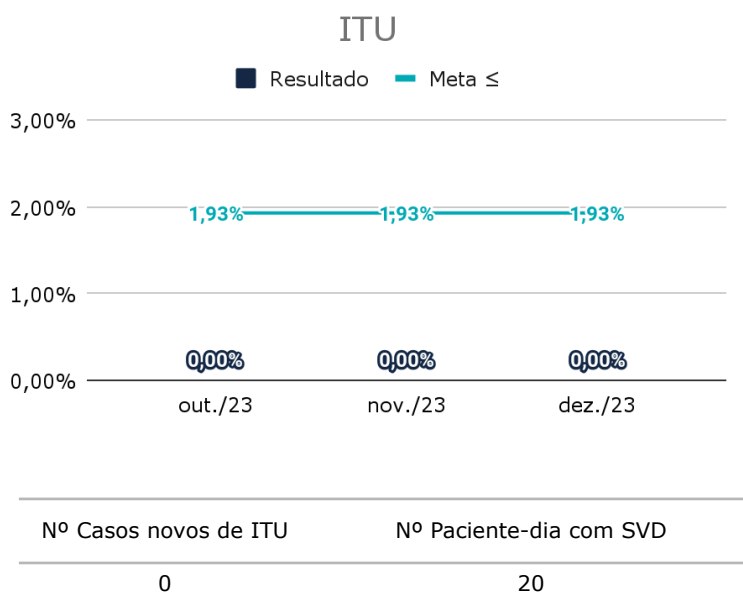 ITU
Resultado Meta ≤
3,00%
2,00%
1,93% 1,93% 1,93%
1,00%
0,00% 0,00% 0,00%
0,00%
out./23 nov./23 dez./23
Nº Casos novos de ITU Nº Paciente-dia com SVD
0 20